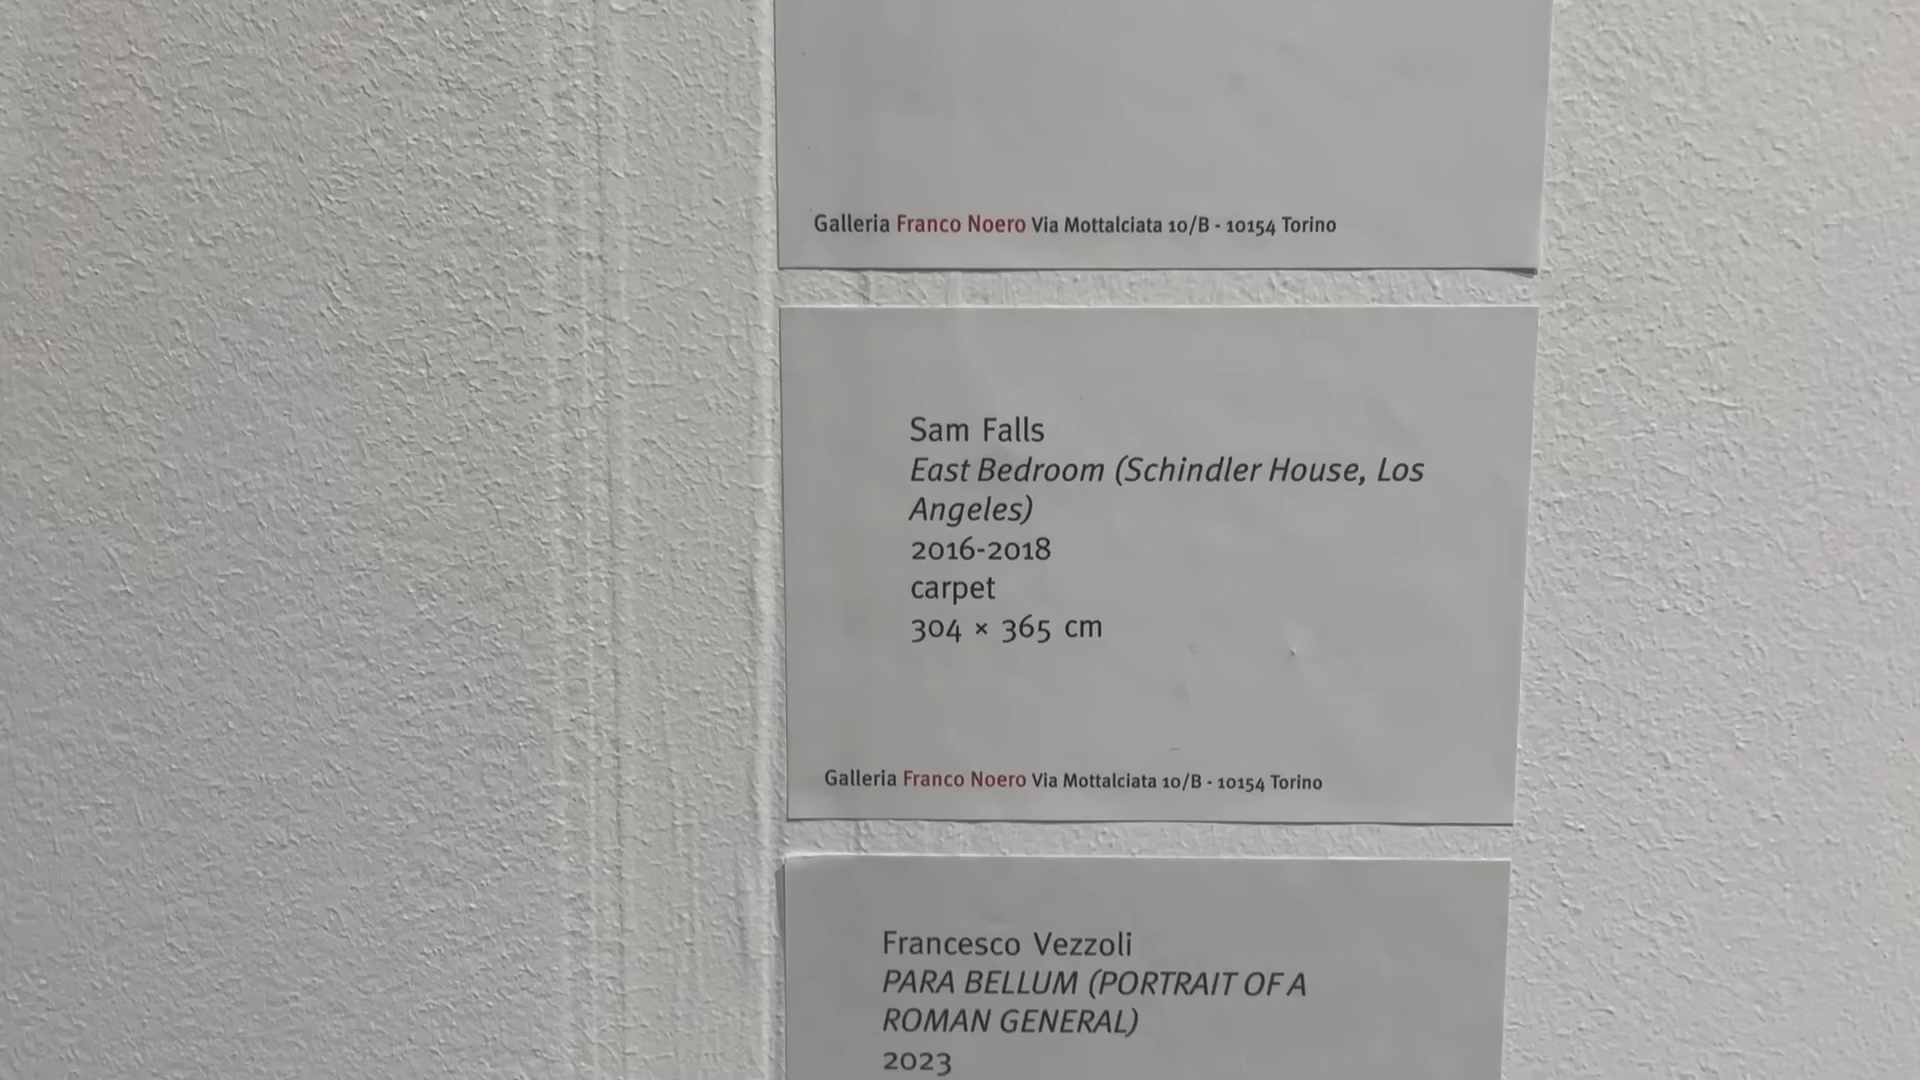 Galleria Franco Noero Via Mottalciata 10/B - 10154 Torino
Sam Falls
East Bedroom (Schindler House, Los
Angeles)
2016-2018
carpet
304 × 365 cm
Galleria Franco Noero Via Mottalciata 10/B - 10154 Torino
Francesco Vezzoli
PARA BELLUM (PORTRAIT OF A
ROMAN GENERAL)
2023